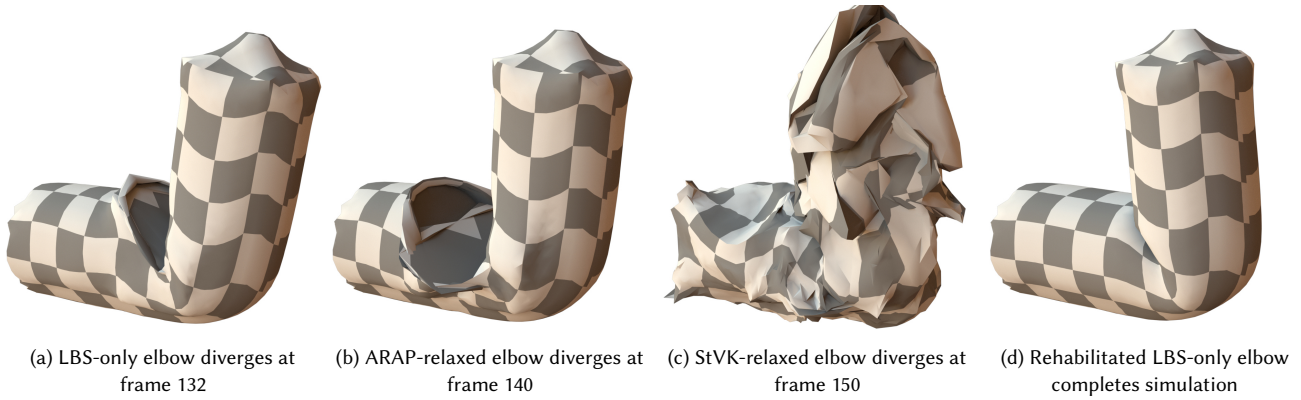 (a) LBS-only elbow diverges at
frame 132
(b) ARAP-relaxed elbow diverges at
frame 140
(c) StVK-relaxed elbow diverges at
frame 150
(d) Rehabilitated LBS-only elbow
completes simulation